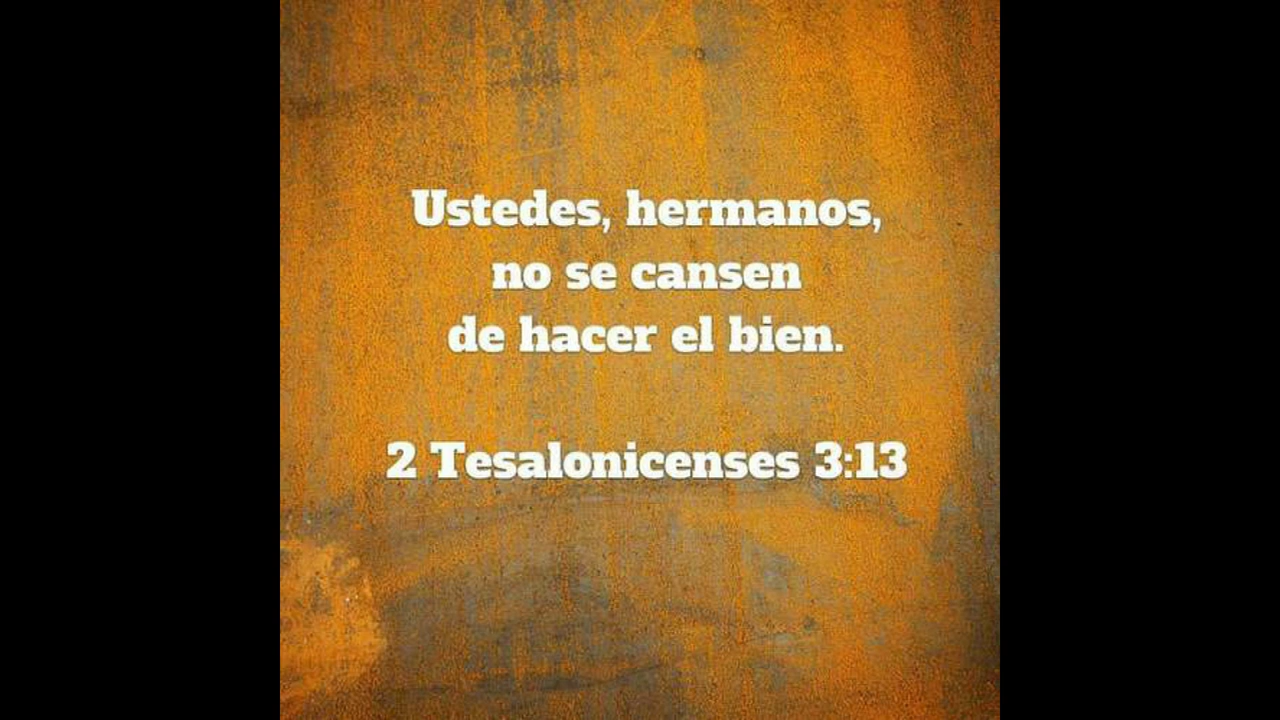 Ustedes, hermanos,
no se cansen
de hacer el bien.
2 Tesalonicenses 3:13